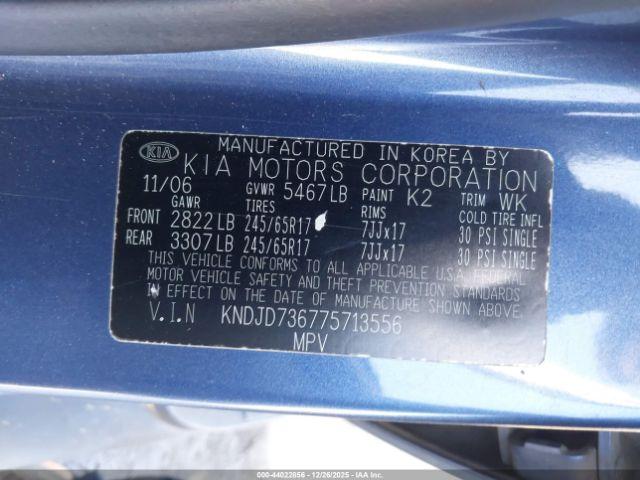 MANUFACTURED IN KOREA BY
KIA KIA MOTORS CORPORATION
11/06 GVWR 5467LB PAINT K2 TRIM WK
GAWR TIRES RIMS COLD TIRE INFL
FRONT 2822LB 245/65R17 7JJx17 30 PSI SINGLE
REAR 3307LB 245/65R17 7JJx17 30 PSI SINGLE
THIS VEHICLE CONFORMS TO ALL APPLICABLE U.S.A. FEDERAL
MOTOR VEHICLE SAFETY AND THEFT PREVENTION STANDARDS
IN EFFECT ON THE DATE OF MANUFACTURE SHOWN ABOVE.
V.I.N KNDJD736775713556
MPV
000-44022656 | 12/26/2025 - IAA Inc.